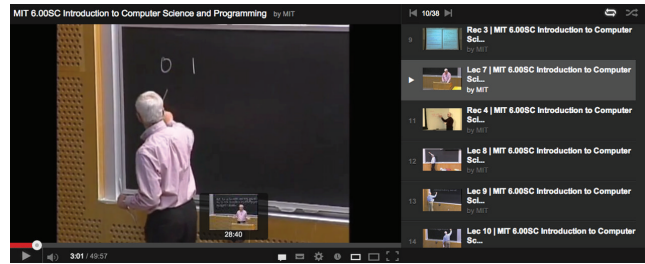 MIT 6.00SC Introduction to Computer Science and Programming by MIT
10/38
0 1
28:40
3:01 / 49:57
9
Rec 3 | MIT 6.00SC Introduction to Computer
Sci...
by MIT
Lec 7 | MIT 6.00SC Introduction to Computer
Sci...
by MIT
11
Rec 4 | MIT 6.00SC Introduction to Computer
Sci...
by MIT
12
Lec 8 | MIT 6.00SC Introduction to Computer
Sci...
by MIT
13
Lec 9 | MIT 6.00SC Introduction to Computer
Sci...
by MIT
14
Lec 10 | MIT 6.00SC Introduction to Computer
Sc...